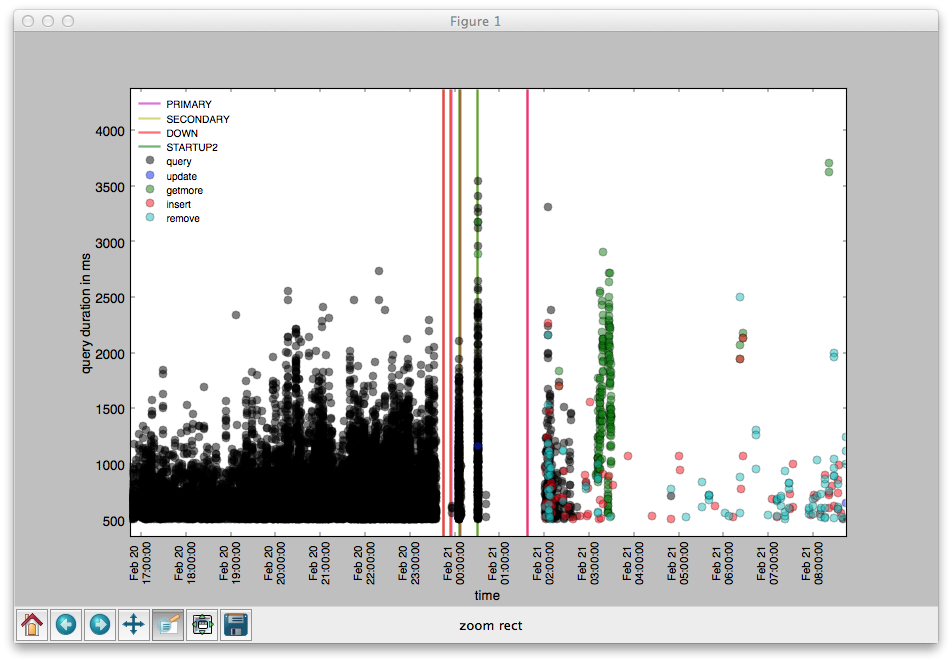 Figure 1
PRIMARY
SECONDARY
DOWN
STARTUP2
query
update
getmore
insert
remove
query duration in ms
4000
3500
3000
2500
2000
1500
1000
500
Feb 20
17:00:00
Feb 20
18:00:00
Feb 20
19:00:00
Feb 20
20:00:00
Feb 20
21:00:00
Feb 20
22:00:00
Feb 20
23:00:00
Feb 21
00:00:00
Feb 21
01:00:00
Feb 21
02:00:00
Feb 21
03:00:00
Feb 21
04:00:00
Feb 21
05:00:00
Feb 21
06:00:00
Feb 21
07:00:00
Feb 21
08:00:00
time
zoom rect